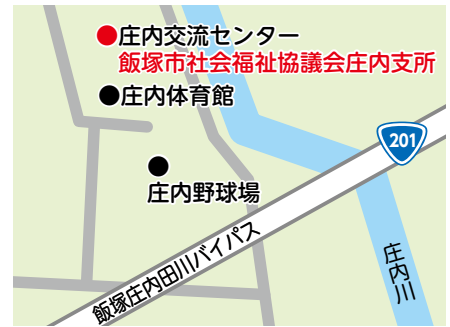 ●庄内交流センター
飯塚市社会福祉協議会庄内支所
●庄内体育館
201
●
庄内野球場
飯塚庄内田川バイパス
庄内川